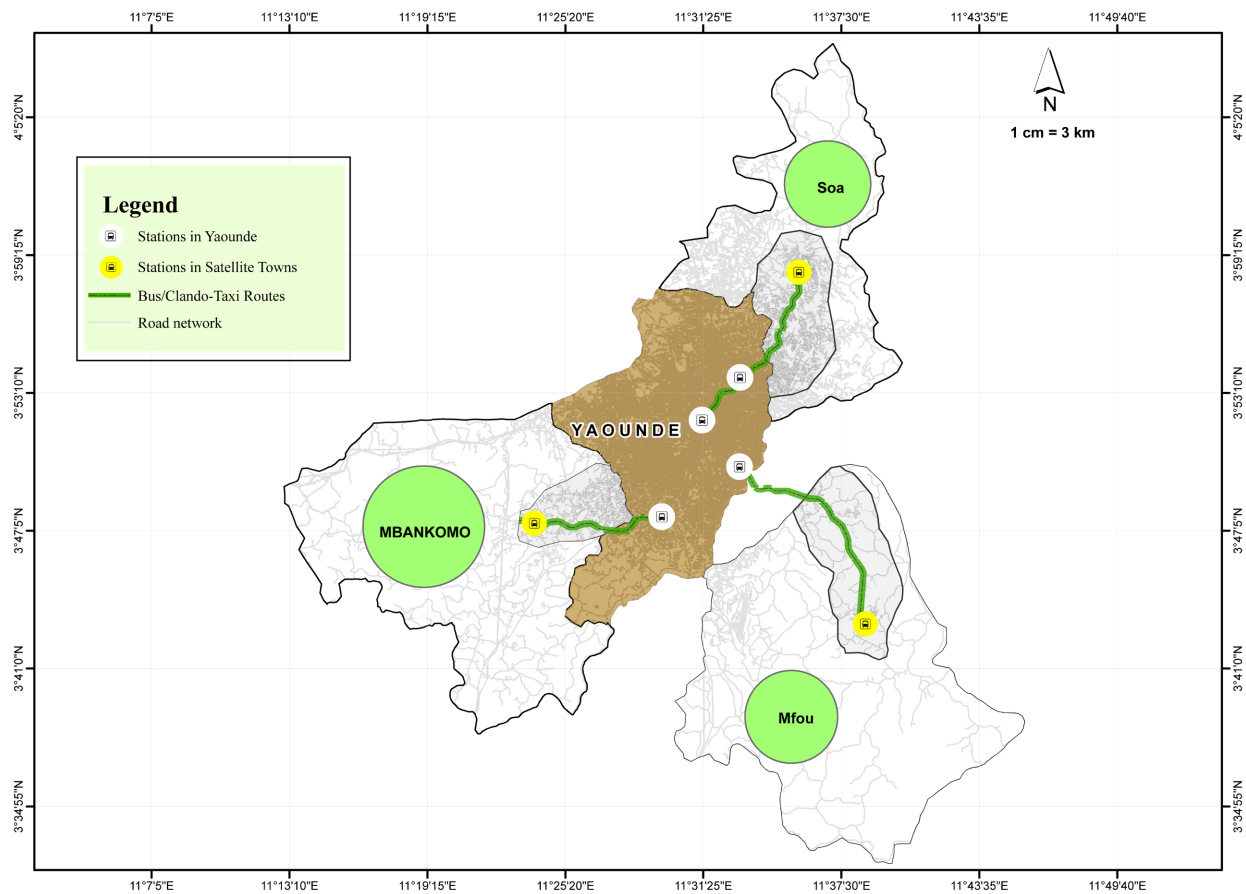 11°7'5"E 11°13'10"E 11°19'15"E 11°25'20"E 11°31'25"E 11°37'30"E 11°43'35"E 11°49'40"E
4°5'20"N 4°5'20"N
N
1 cm = 3 km
Legend
Stations in Yaounde
Stations in Satellite Towns
Bus/Clando-Taxi Routes
Road network
Soa
3°59'15"N 3°59'15"N
3°53'10"N 3°53'10"N
YAOUNDE
MBANKOMO
3°47'5"N 3°47'5"N
3°41'0"N 3°41'0"N
Mfou
3°34'55"N 3°34'55"N
11°7'5"E 11°13'10"E 11°19'15"E 11°25'20"E 11°31'25"E 11°37'30"E 11°43'35"E 11°49'40"E